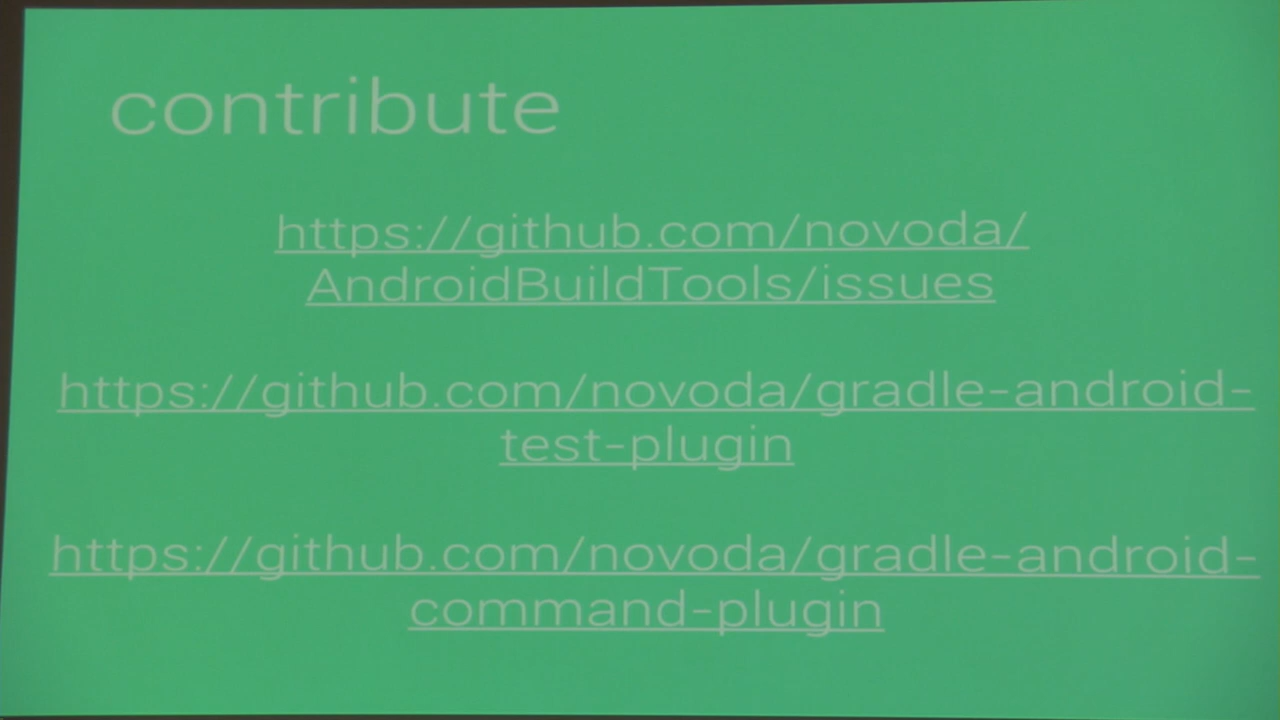 contribute
https://github.com/novoda/
AndroidBuildTools/issues
https://github.com/novoda/gradle-android-
test-plugin
https://github.com/novoda/gradle-android-
command-plugin